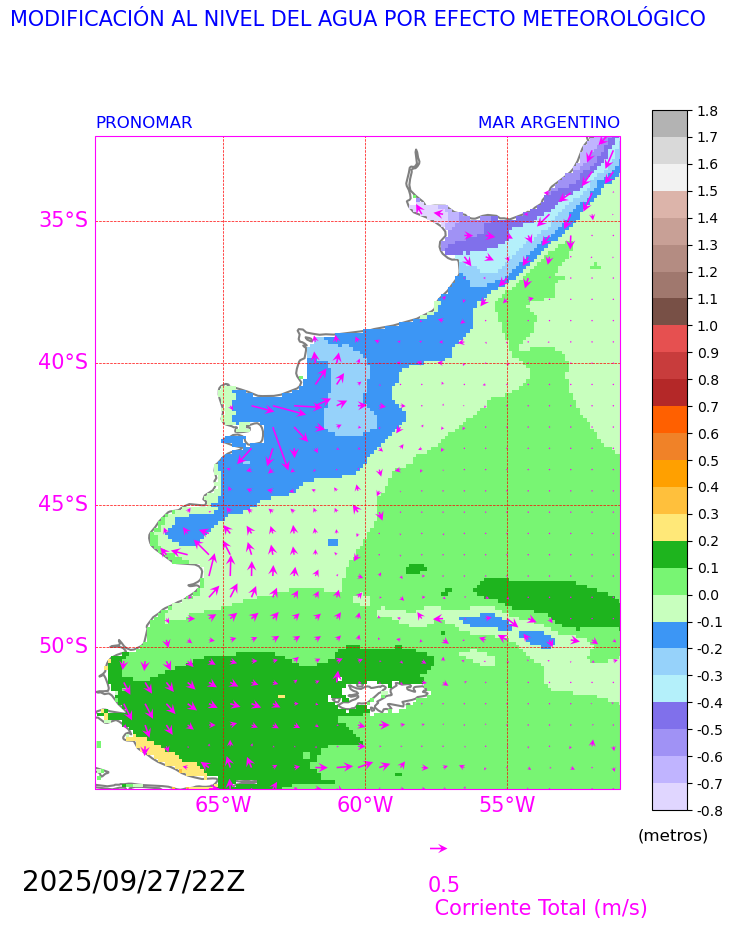 MODIFICACIÓN AL NIVEL DEL AGUA POR EFECTO METEOROLÓGICO
PRONOMAR
MAR ARGENTINO
35°S
40°S
45°S
50°S
65°W
60°W
55°W
1.8
1.7
1.6
1.5
1.4
1.3
1.2
1.1
1.0
0.9
0.8
0.7
0.6
0.5
0.4
0.3
0.2
0.1
0.0
-0.1
-0.2
-0.3
-0.4
-0.5
-0.6
-0.7
-0.8
(metros)
2025/09/27/22Z
0.5
Corriente Total (m/s)